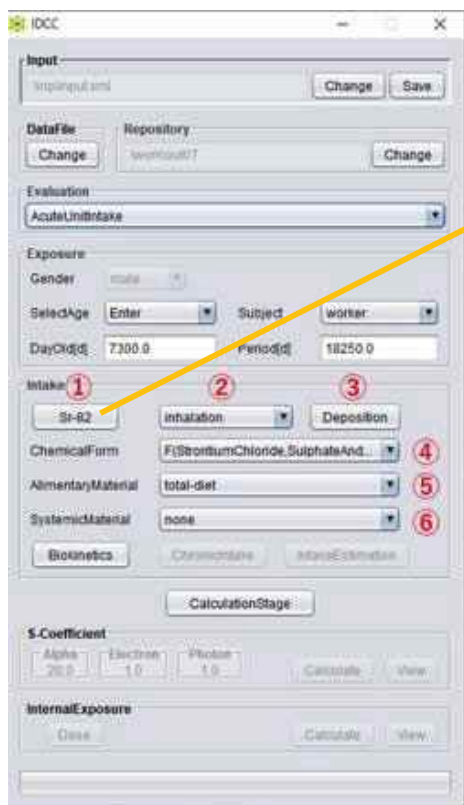 IDCC
Input
Change Save
DataFile Repository
Change Change
Evaluation
AcuteUnitIntake
Exposure
Gender male
SelectAge Enter Subject worker
DayOld[d] 7300.0 Period[d] 18250.0
Intake ① ② ③
Sr-82 inhalation Deposition
ChemicalForm F(StrontiumChloride,SulphateAnd... ④
AlimentaryMaterial total-diet ⑤
SystemicMaterial none ⑥
Biokinetics ChronicIntake IntakeEstimation
CalculationStage
S-Coefficient
Alpha Electron Photon
20.0 1.0 1.0 Calculate View
InternalExposure
Dose Calculate View